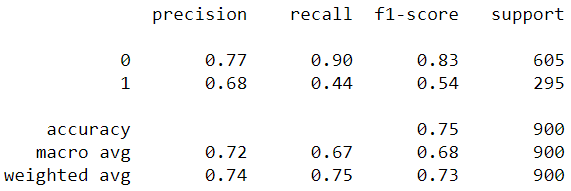 precision recall f1-score support
0 0.77 0.90 0.83 605
1 0.68 0.44 0.54 295
accuracy 0.75 900
macro avg 0.72 0.67 0.68 900
weighted avg 0.74 0.75 0.73 900